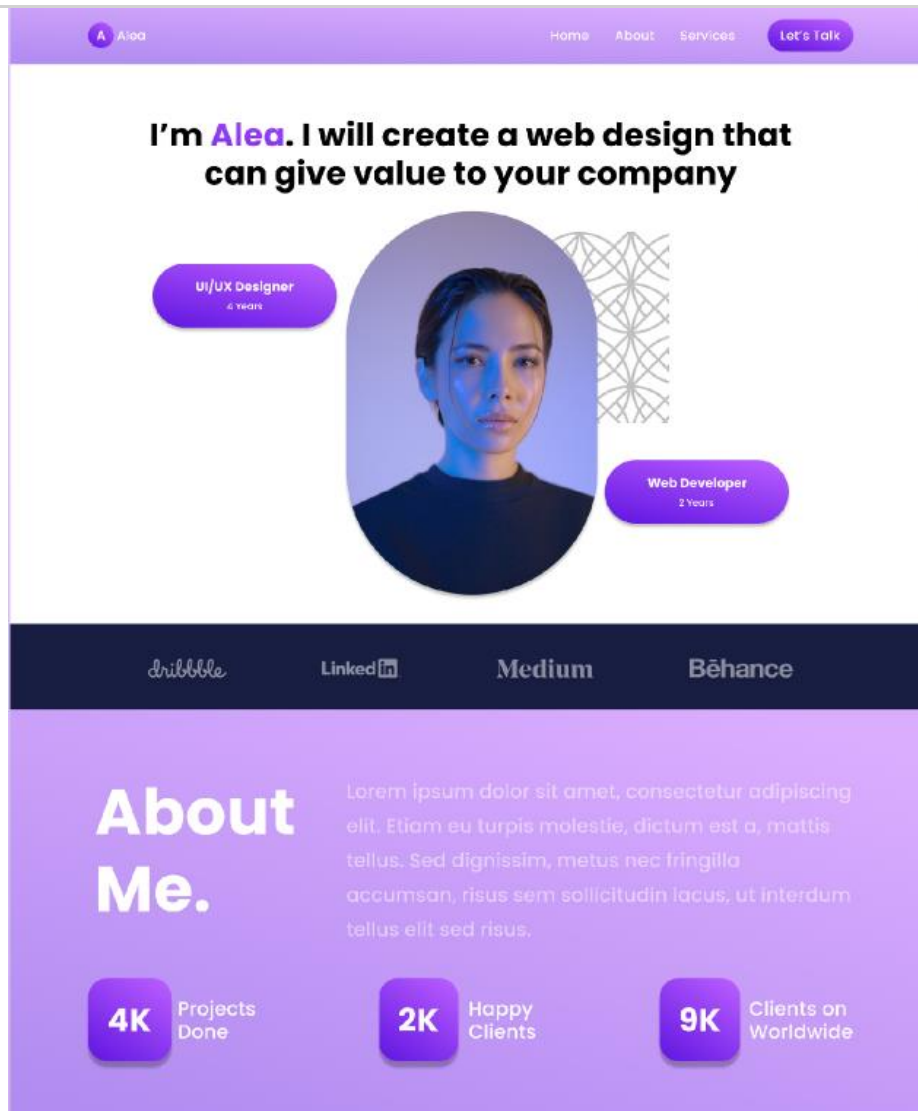 A Alea
Home About Services Let's Talk
I'm Alea. I will create a web design that
can give value to your company
UI/UX Designer
4 Years
Web Developer
2 Years
dribbble LinkedIn Medium Bēhance
About
Me.
Lorem ipsum dolor sit amet, consectetur adipiscing
elit. Etiam eu turpis molestie, dictum est a, mattis
tellus. Sed dignissim, metus nec fringilla
accumsan, risus sem sollicitudin lacus, ut interdum
tellus elit sed risus.
4K
Projects
Done
2K
Happy
Clients
9K
Clients on
Worldwide